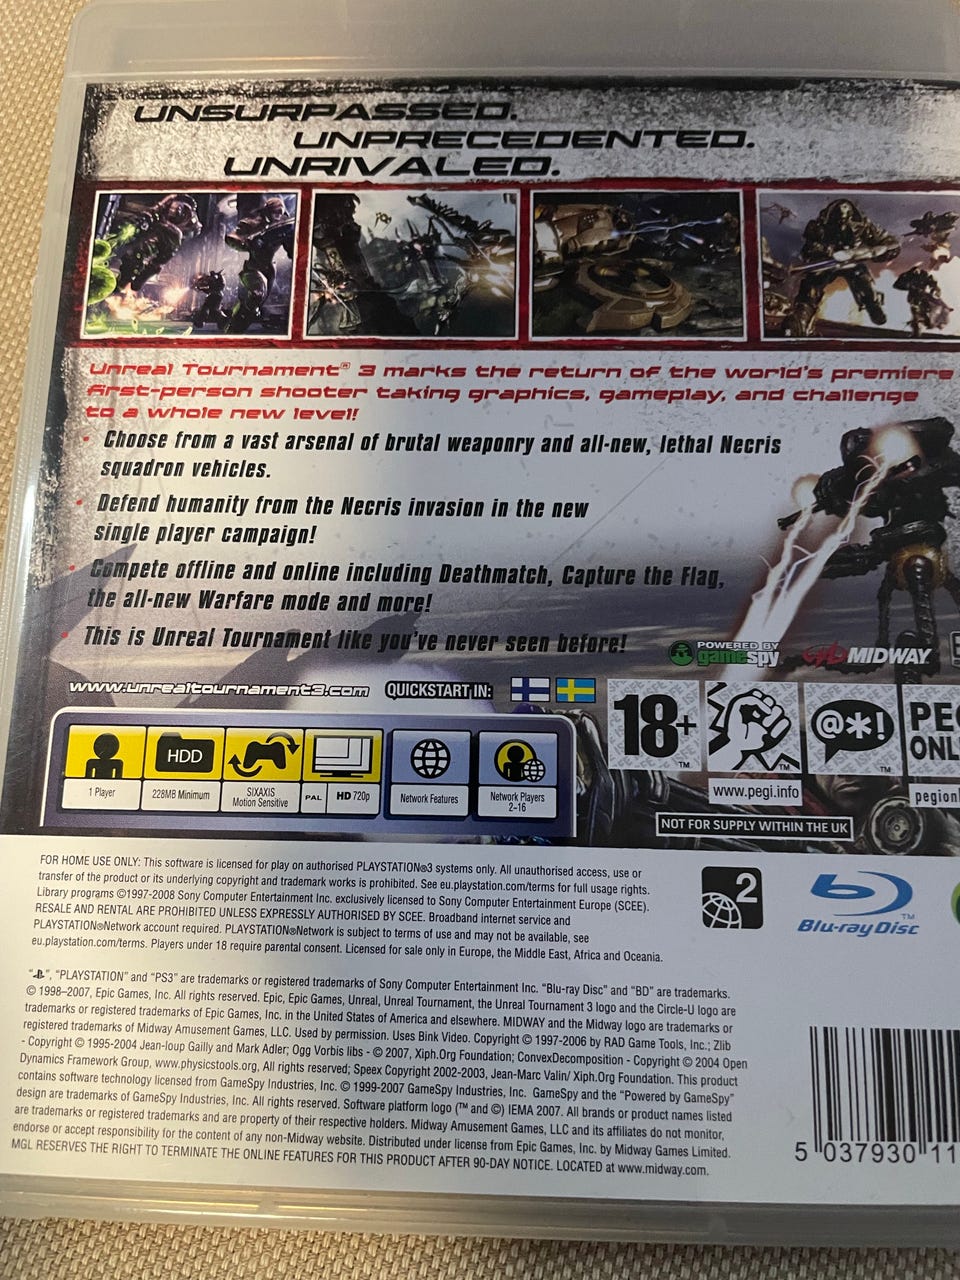 UNSURPASSED.
UNPRECEDENTED.
UNRIVALED.
Unreal Tournament® 3 marks the return of the world's premiere
first-person shooter taking graphics, gameplay, and challenge
to a whole new level!
• Choose from a vast arsenal of brutal weaponry and all-new, lethal Necris
squadron vehicles.
• Defend humanity from the Necris invasion in the new
single player campaign!
• Compete offline and online including Deathmatch, Capture the Flag,
the all-new Warfare mode and more!
• This is Unreal Tournament like you've never seen before!
POWERED BY
gamespy
MIDWAY
www.unrealtournament3.com
QUICKSTART IN:
18+
TM
TM
@*!
TM
ONL
www.pegi.info
NOT FOR SUPPLY WITHIN THE UK
HDD
1 Player
228MB Minimum
SIXAXIS
Motion Sensitive
PAL
HD 720p
Network Features
Network Players
2-16
FOR HOME USE ONLY: This software is licensed for play on authorised PLAYSTATION®3 systems only. All unauthorised access, use or
transfer of the product or its underlying copyright and trademark works is prohibited. See eu.playstation.com/terms for full usage rights.
Library programs ©1997-2008 Sony Computer Entertainment Inc. exclusively licensed to Sony Computer Entertainment Europe (SCEE).
RESALE AND RENTAL ARE PROHIBITED UNLESS EXPRESSLY AUTHORISED BY SCEE. Broadband internet service and
PLAYSTATION®Network account required. PLAYSTATION®Network is subject to terms of use and may not be available, see
eu.playstation.com/terms. Players under 18 require parental consent. Licensed for sale only in Europe, the Middle East, Africa and Oceania.
2
Blu-ray Disc
TM
"", "PLAYSTATION" and "PS3" are trademarks or registered trademarks of Sony Computer Entertainment Inc. "Blu-ray Disc" and "BD" are trademarks.
© 1998-2007, Epic Games, Inc. All rights reserved. Epic, Epic Games, Unreal, Unreal Tournament, the Unreal Tournament 3 logo and the Circle-U logo are
trademarks or registered trademarks of Epic Games, Inc. in the United States of America and elsewhere. MIDWAY and the Midway logo are trademarks or
registered trademarks of Midway Amusement Games, LLC. Used by permission. Uses Bink Video. Copyright © 1997-2006 by RAD Game Tools, Inc.; Zlib
- Copyright © 1995-2004 Jean-loup Gailly and Mark Adler; Ogg Vorbis libs - © 2007, Xiph.Org Foundation; ConvexDecomposition - Copyright © 2004 Open
Dynamics Framework Group, www.physicstools.org, All rights reserved; Speex Copyright 2002-2003, Jean-Marc Valin/ Xiph.Org Foundation. This product
contains software technology licensed from GameSpy Industries, Inc. © 1999-2007 GameSpy Industries, Inc. GameSpy and the "Powered by GameSpy"
design are trademarks of GameSpy Industries, Inc. All rights reserved. Software platform logo (™ and ©) IEMA 2007. All brands or product names listed
are trademarks or registered trademarks and are property of their respective holders. Midway Amusement Games, LLC and its affiliates do not monitor,
endorse or accept responsibility for the content of any non-Midway website. Distributed under license from Epic Games, Inc. by Midway Games Limited.
MGL RESERVES THE RIGHT TO TERMINATE THE ONLINE FEATURES FOR THIS PRODUCT AFTER 90-DAY NOTICE. LOCATED at www.midway.com.
5 037930 11